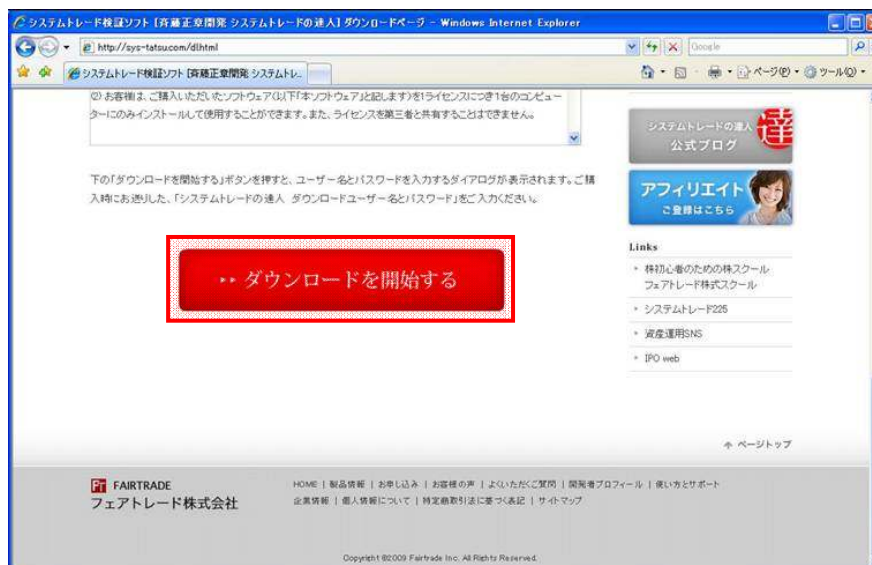 システムトレード検証ソフト【斉藤正章開発 システムトレードの達人】ダウンロードページ - Windows Internet Explorer
http://sys-tatsu.com/dlhtml
Google
システムトレード検証ソフト【斉藤正章開発 システムトレ...
ページ(P) ツール(O)
(2) お客様は、ご購入いただいたソフトウェア(以下「本ソフトウェア」と記します)を1ライセンスにつき1台のコンピュー
ターにのみインストールして使用することができます。また、ライセンスを第三者と共有することはできません。
下の「ダウンロードを開始する」ボタンを押すと、ユーザー名とパスワードを入力するダイアログが表示されます。ご購
入時にお送りした、「システムトレードの達人 ダウンロードユーザー名とパスワード」をご入力ください。
ダウンロードを開始する
システムトレードの達人
公式ブログ
達
アフィリエイト
ご登録はこちら
Links
株初心者のための株スクール
フェアトレード株式スクール
システムトレード225
資産運用SNS
IPO web
ページトップ
FT FAIRTRADE
フェアトレード株式会社
HOME | 製品情報 | お申し込み | お客様の声 | よくいただくご質問 | 開発者プロフィール | 使い方とサポート
企業情報 | 個人情報について | 特定商取引法に基づく表記 | サイトマップ
Copyright ©2009 Fairtrade Inc. All Rights Reserved.